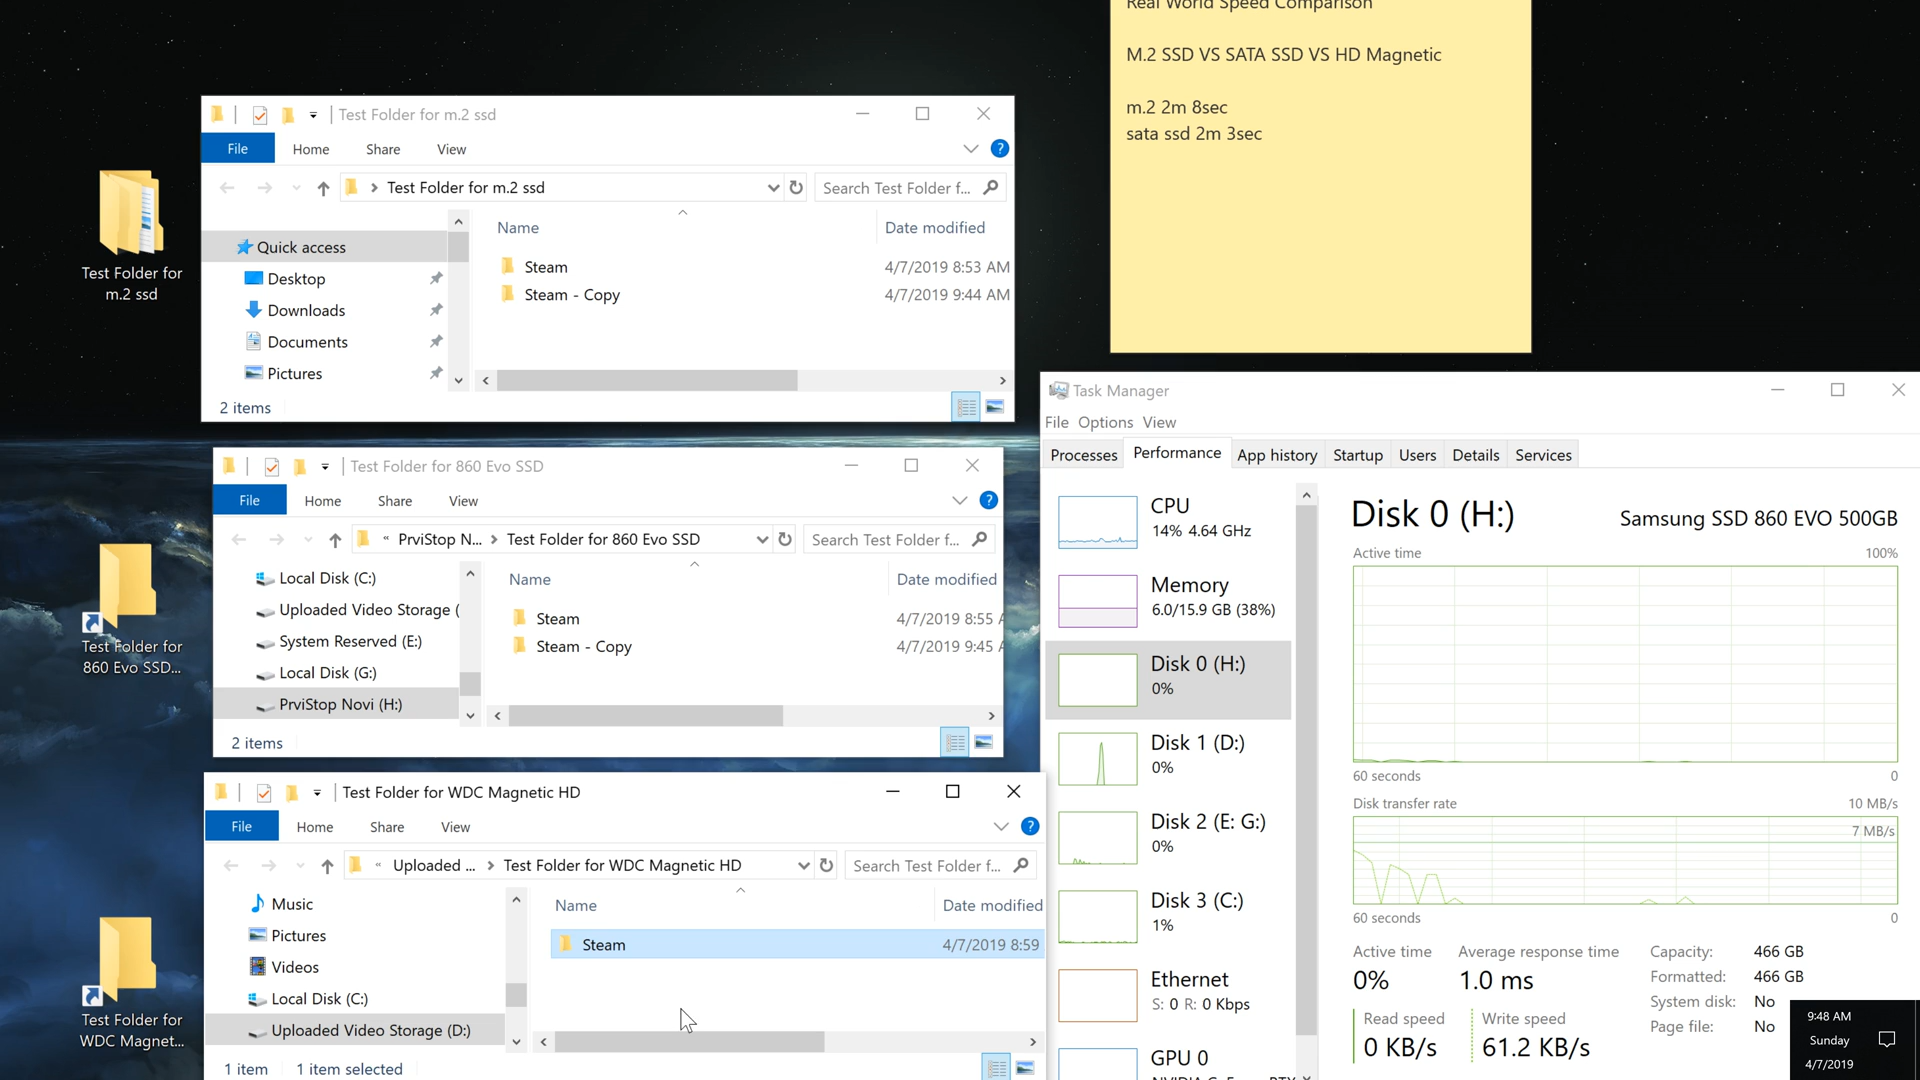 Real World Speed Comparison
M.2 SSD VS SATA SSD VS HD Magnetic
m.2 2m 8sec
sata ssd 2m 3sec
Test Folder for
m.2 ssd
Test Folder for
860 Evo SSD...
Test Folder for
WDC Magnet...
Test Folder for m.2 ssd
File Home Share View
Test Folder for m.2 ssd
Search Test Folder f...
Name Date modified
Quick access
Desktop
Downloads
Documents
Pictures
Steam 4/7/2019 8:53 AM
Steam - Copy 4/7/2019 9:44 AM
2 items
Test Folder for 860 Evo SSD
File Home Share View
« PrviStop N... > Test Folder for 860 Evo SSD
Search Test Folder f...
Name Date modified
Local Disk (C:)
Uploaded Video Storage (
System Reserved (E:)
Local Disk (G:)
PrviStop Novi (H:)
Steam 4/7/2019 8:55
Steam - Copy 4/7/2019 9:45
2 items
Test Folder for WDC Magnetic HD
File Home Share View
« Uploaded ... > Test Folder for WDC Magnetic HD
Search Test Folder f...
Name Date modified
Music
Pictures
Videos
Local Disk (C:)
Uploaded Video Storage (D:)
Steam 4/7/2019 8:59
1 item 1 item selected
Task Manager
File Options View
Processes Performance App history Startup Users Details Services
CPU
14% 4.64 GHz
Memory
6.0/15.9 GB (38%)
Disk 0 (H:)
0%
Disk 1 (D:)
0%
Disk 2 (E: G:)
0%
Disk 3 (C:)
1%
Ethernet
S: 0 R: 0 Kbps
GPU 0
Disk 0 (H:) Samsung SSD 860 EVO 500GB
Active time 100%
60 seconds 0
Disk transfer rate 10 MB/s
7 MB/s
60 seconds 0
Active time
0%
Average response time
1.0 ms
Read speed
0 KB/s
Write speed
61.2 KB/s
Capacity: 466 GB
Formatted: 466 GB
System disk: No
Page file: No
9:48 AM
Sunday
4/7/2019